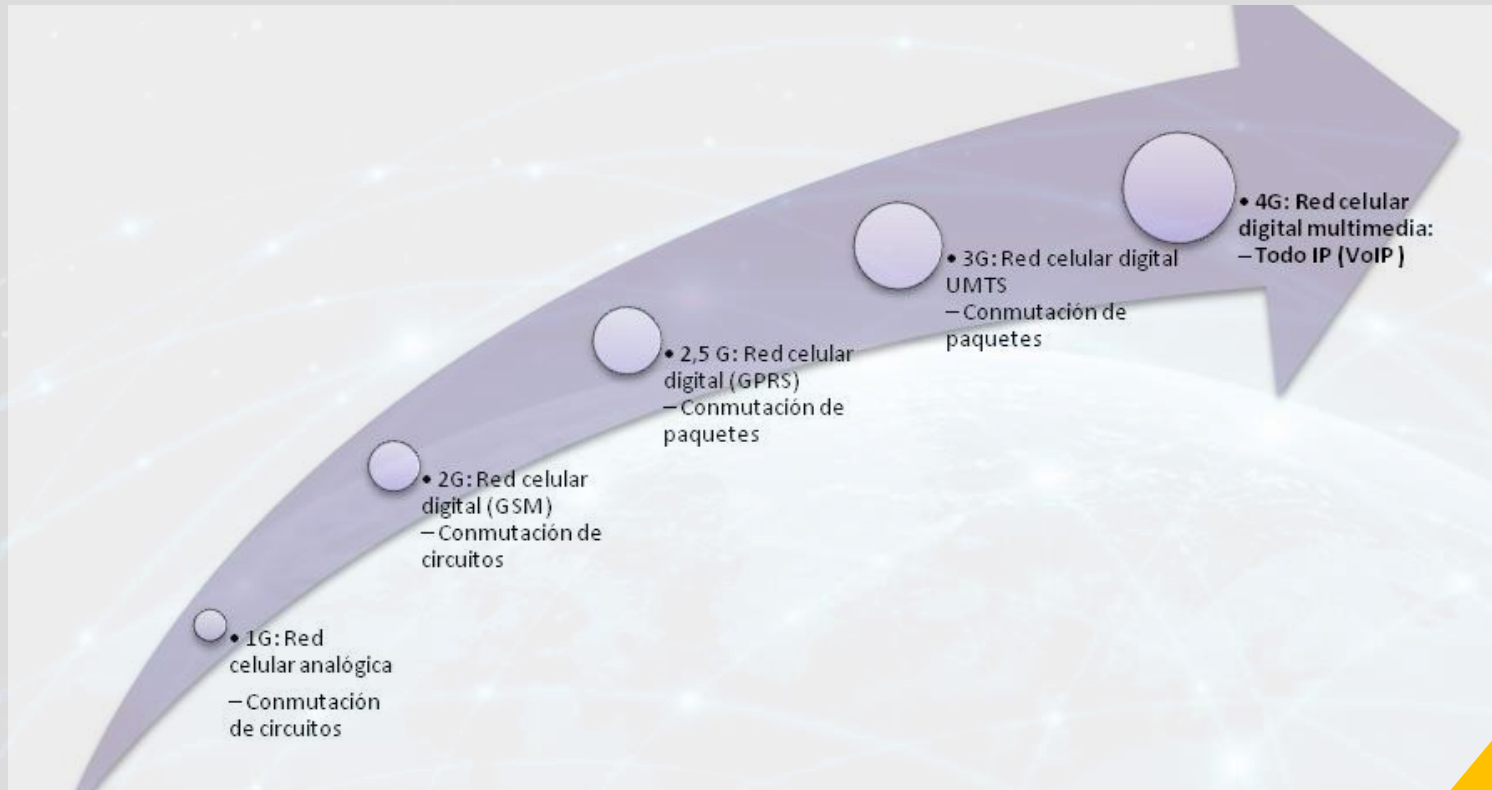 • 1G: Red
celular analógica
– Conmutación
de circuitos
• 2G: Red celular
digital (GSM)
– Conmutación de
circuitos
• 2,5 G: Red celular
digital (GPRS)
– Conmutación de
paquetes
• 3G: Red celular digital
UMTS
– Conmutación de
paquetes
• 4G: Red celular
digital multimedia:
– Todo IP (VoIP )